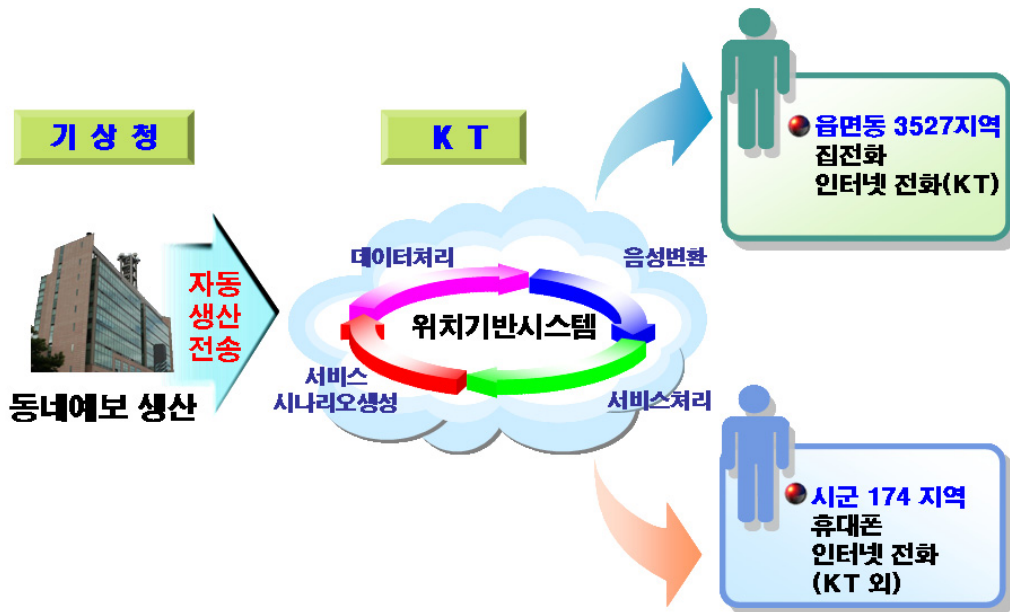 기 상 청
K T
자동
생산
전송
동네예보 생산
데이터처리
음성변환
위치기반시스템
서비스
시나리오생성
서비스처리
읍면동 3527지역
집전화
인터넷 전화(KT)
시군 174 지역
휴대폰
인터넷 전화
(KT 외)